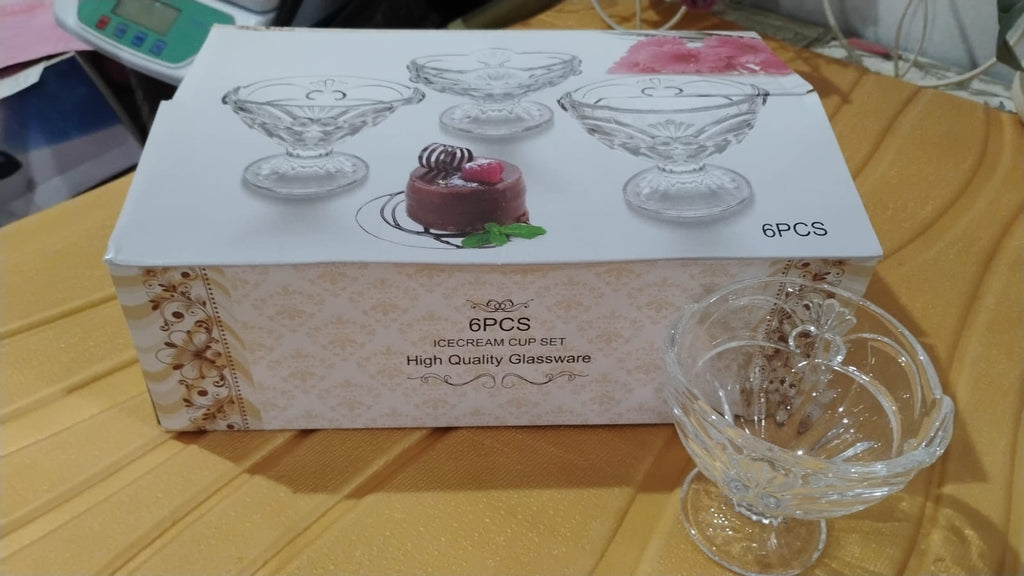 6PCS
6PCS
ICECREAM CUP SET
High Quality Glassware